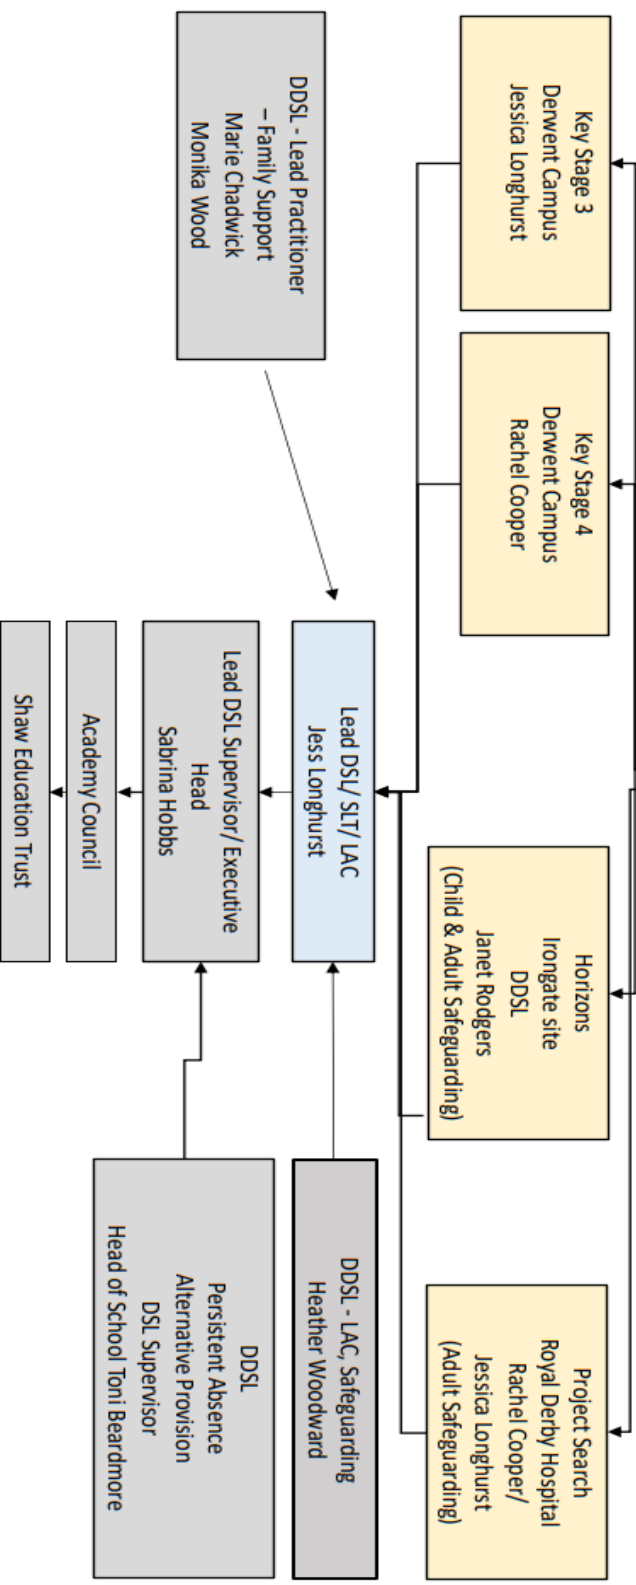 Key Stage 3
Derwent Campus
Jessica Longhurst
Key Stage 4
Derwent Campus
Rachel Cooper
Horizons
Irongate site
DDSL
Janet Rodgers
(Child & Adult Safeguarding)
Project Search
Royal Derby Hospital
Rachel Cooper/
Jessica Longhurst
(Adult Safeguarding)
DDSL - Lead Practitioner
– Family Support
Marie Chadwick
Monika Wood
Lead DSL/ SLT/ LAC
Jess Longhurst
DDSL - LAC, Safeguarding
Heather Woodward
Lead DSL Supervisor/ Executive
Head
Sabrina Hobbs
DDSL
Persistent Absence
Alternative Provision
DSL Supervisor
Head of School Toni Beardmore
Academy Council
Shaw Education Trust